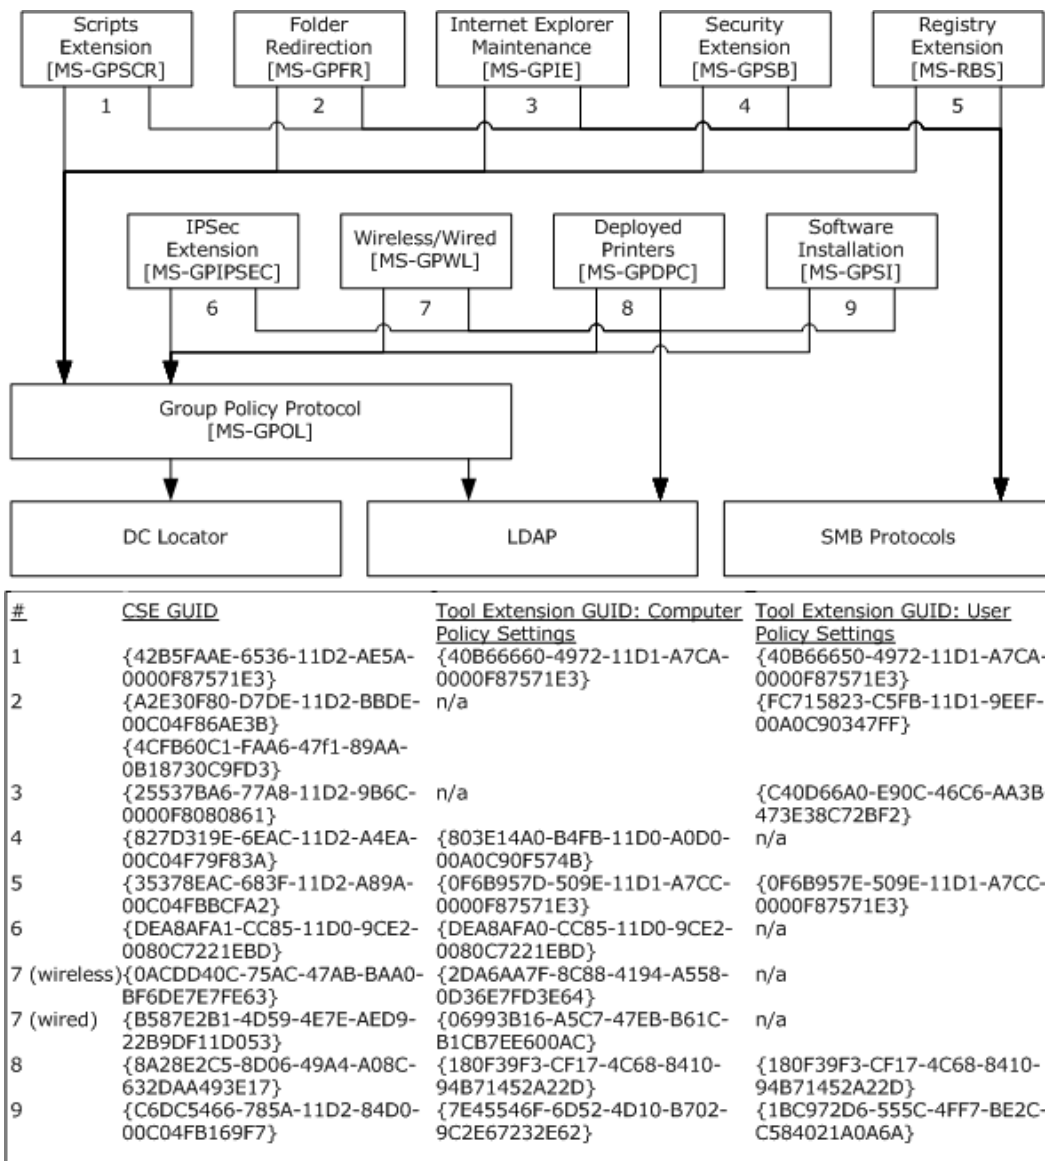 Scripts
Extension
[MS-GPSCR]
Folder
Redirection
[MS-GPFR]
Internet Explorer
Maintenance
[MS-GPIE]
Security
Extension
[MS-GPSB]
Registry
Extension
[MS-RBS]
1
2
3
4
5
IPSec
Extension
[MS-GPIPSEC]
Wireless/Wired
[MS-GPWL]
Deployed
Printers
[MS-GPDPC]
Software
Installation
[MS-GPSI]
6
7
8
9
Group Policy Protocol
[MS-GPOL]
DC Locator
LDAP
SMB Protocols
# CSE GUID Tool Extension GUID: Computer Tool Extension GUID: User
Policy Settings Policy Settings
1 {42B5FAAE-6536-11D2-AE5A- {40B66660-4972-11D1-A7CA- {40B66650-4972-11D1-A7CA-
0000F87571E3} 0000F87571E3} 0000F87571E3}
2 {A2E30F80-D7DE-11D2-BBDE- n/a {FC715823-C5FB-11D1-9EEF-
00C04F86AE3B} 00A0C90347FF}
{4CFB60C1-FAA6-47f1-89AA-
0B18730C9FD3}
3 {25537BA6-77A8-11D2-9B6C- n/a {C40D66A0-E90C-46C6-AA3B-
0000F8080861} 473E38C72BF2}
4 {827D319E-6EAC-11D2-A4EA- {803E14A0-B4FB-11D0-A0D0- n/a
00C04F79F83A} 00A0C90F574B}
5 {35378EAC-683F-11D2-A89A- {0F6B957D-509E-11D1-A7CC- {0F6B957E-509E-11D1-A7CC-
00C04FBBCFA2} 0000F87571E3} 0000F87571E3}
6 {DEA8AFA1-CC85-11D0-9CE2- {DEA8AFA0-CC85-11D0-9CE2- n/a
0080C7221EBD} 0080C7221EBD}
7 (wireless) {0ACDD40C-75AC-47AB-BAA0- {2DA6AA7F-8C88-4194-A558- n/a
BF6DE7E7FE63} 0D36E7FD3E64}
7 (wired) {B587E2B1-4D59-4E7E-AED9- {06993B16-A5C7-47EB-B61C- n/a
22B9DF11D053} B1CB7EE600AC}
8 {8A28E2C5-8D06-49A4-A08C- {180F39F3-CF17-4C68-8410- {180F39F3-CF17-4C68-8410-
632DAA493E17} 94B71452A22D} 94B71452A22D}
9 {C6DC5466-785A-11D2-84D0- {7E45546F-6D52-4D10-B702- {1BC972D6-555C-4FF7-BE2C-
00C04FB169F7} 9C2E67232E62} C584021A0A6A}